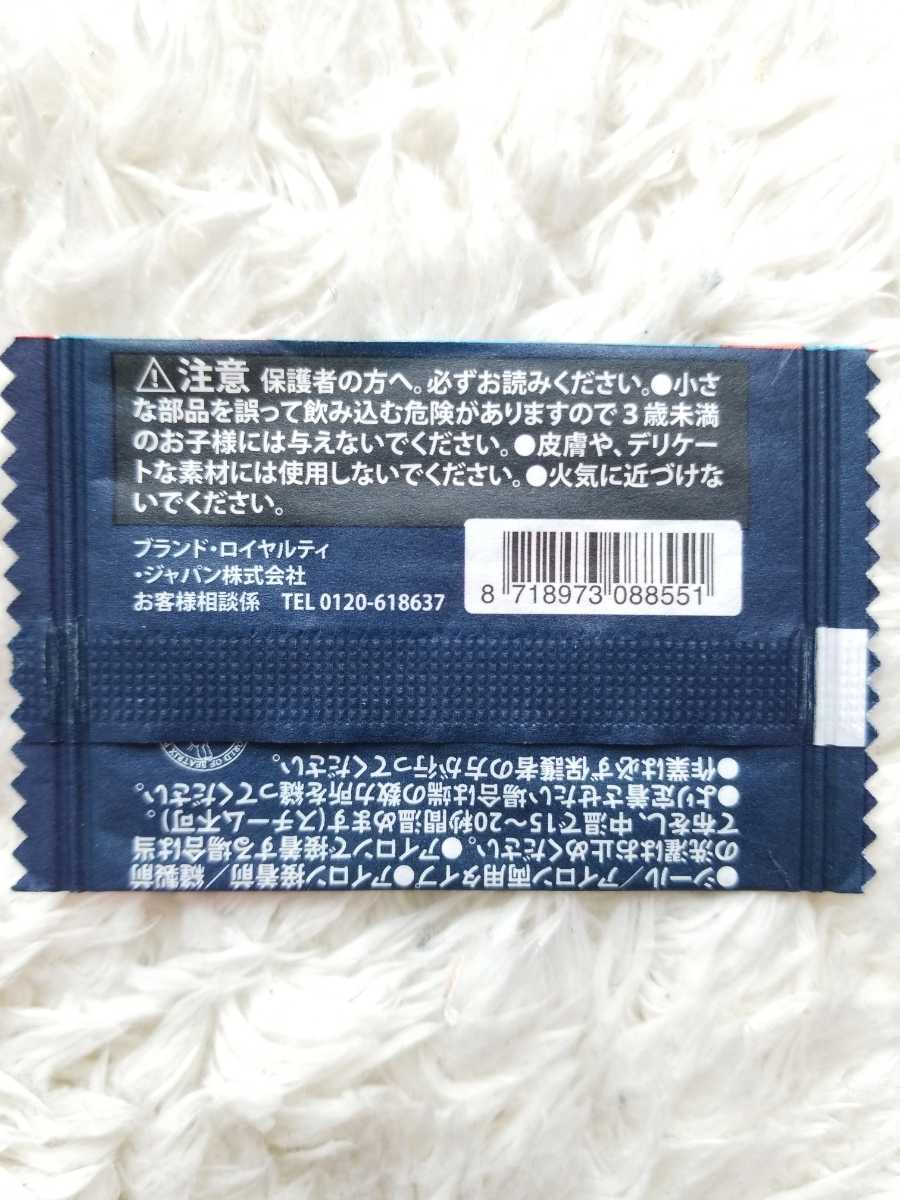 ⚠注意 保護者の方へ。必ずお読みください。●小さ
な部品を誤って飲み込む危険がありますので3歳未満
のお子様には与えないでください。●皮膚や、デリケー
トな素材には使用しないでください。●火気に近づけな
いでください。
ブランド・ロイヤルティ
・ジャパン株式会社
お客様相談係 TEL 0120-618637
8 718973 088551
●シール/アイロン両用タイプ●アイロン接着前/縫製前
の洗濯はお止めください。●アイロンで接着する場合は当
て布をし、中温で15～20秒間温めます(スチーム不可)。
●より定着させたい場合は端の数カ所を縫ってください。
●作業は必ず保護者の方が行ってください。
WORLD OF BEATRIX